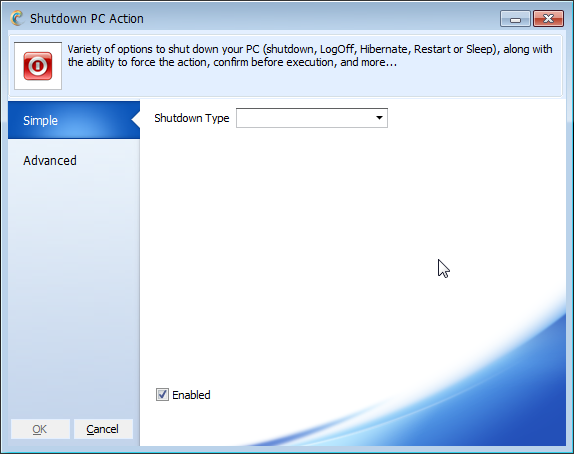 Shutdown PC Action
Variety of options to shut down your PC (shutdown, LogOff, Hibernate, Restart or Sleep), along with
the ability to force the action, confirm before execution, and more...
Simple
Shutdown Type
Advanced
Enabled
OK
Cancel